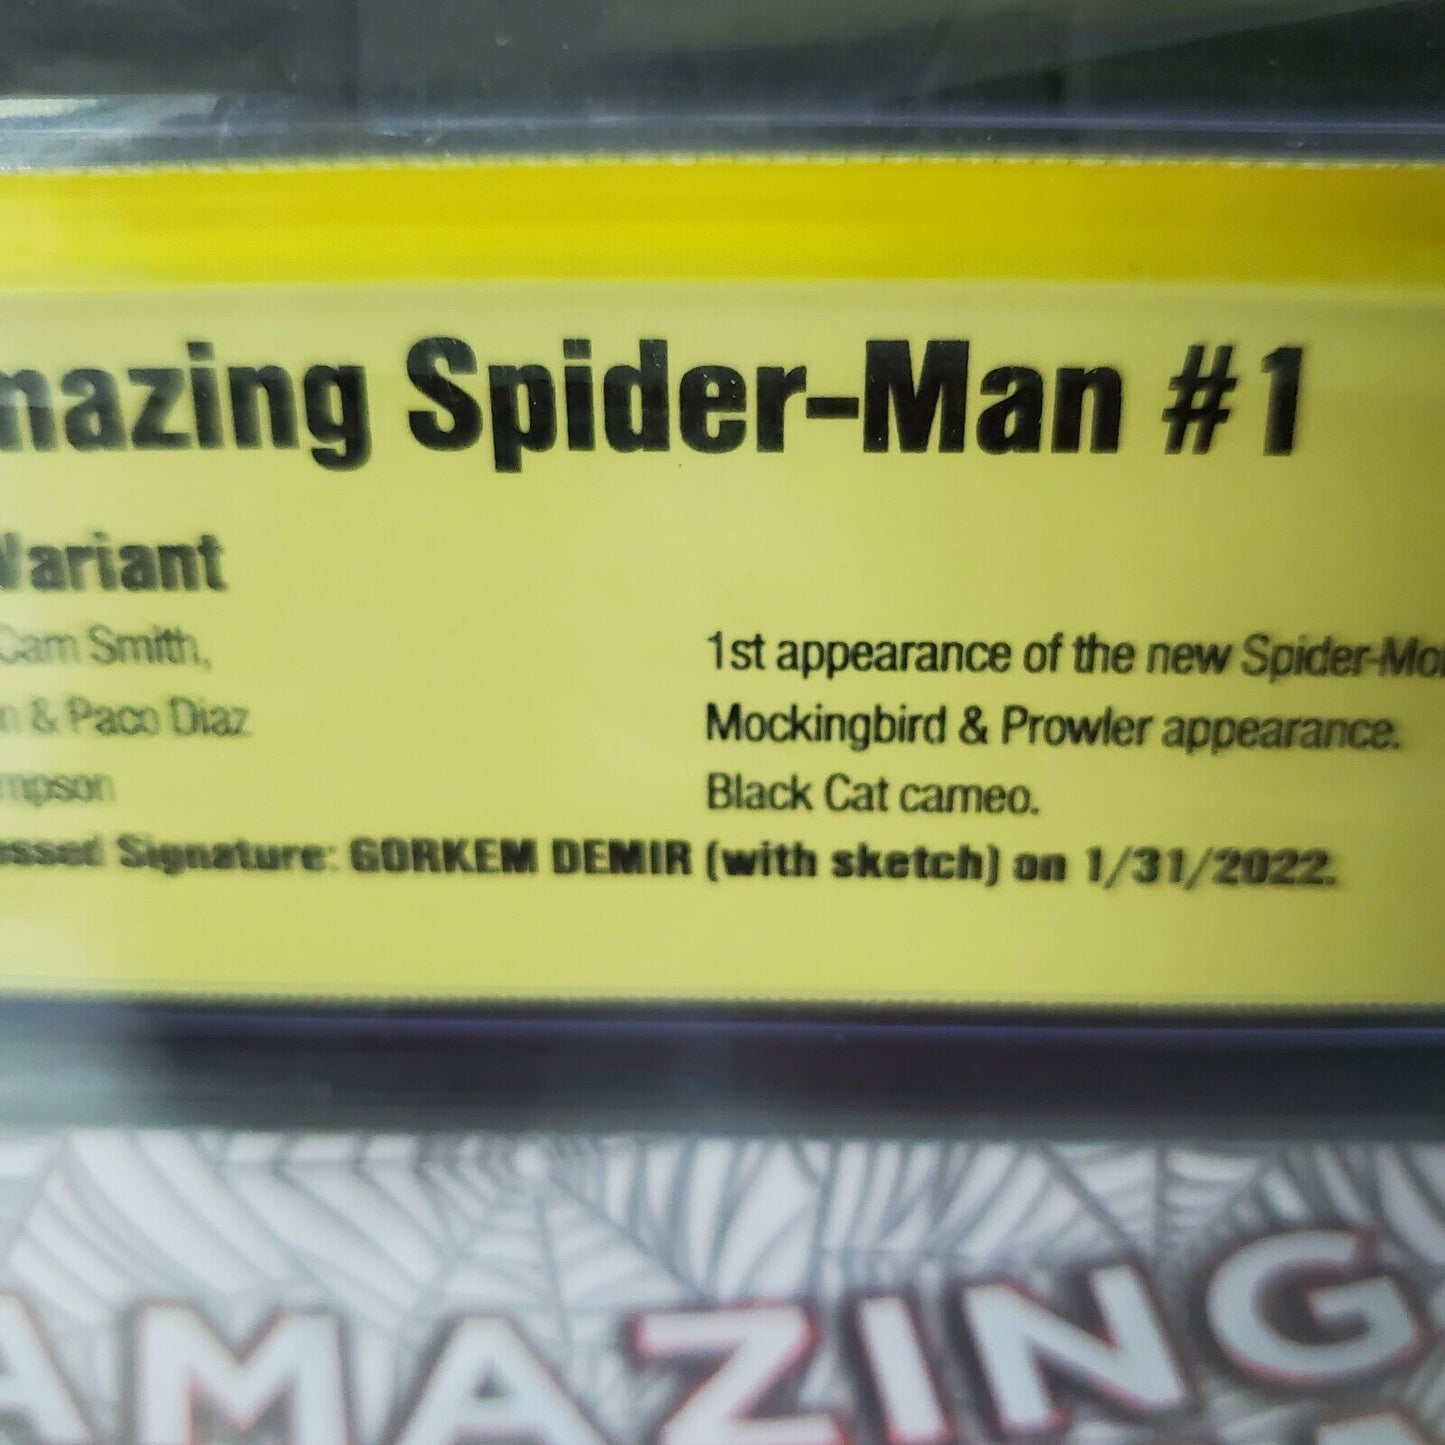 mazing Spider-Man #1
Variant
Cam Smith,
n & Paco Diaz
mpson
1st appearance of the new Spider-Mo
Mockingbird & Prowler appearance.
Black Cat cameo.
essed Signature: GORKEM DEMIR (with sketch) on 1/31/2022.
AMAZING